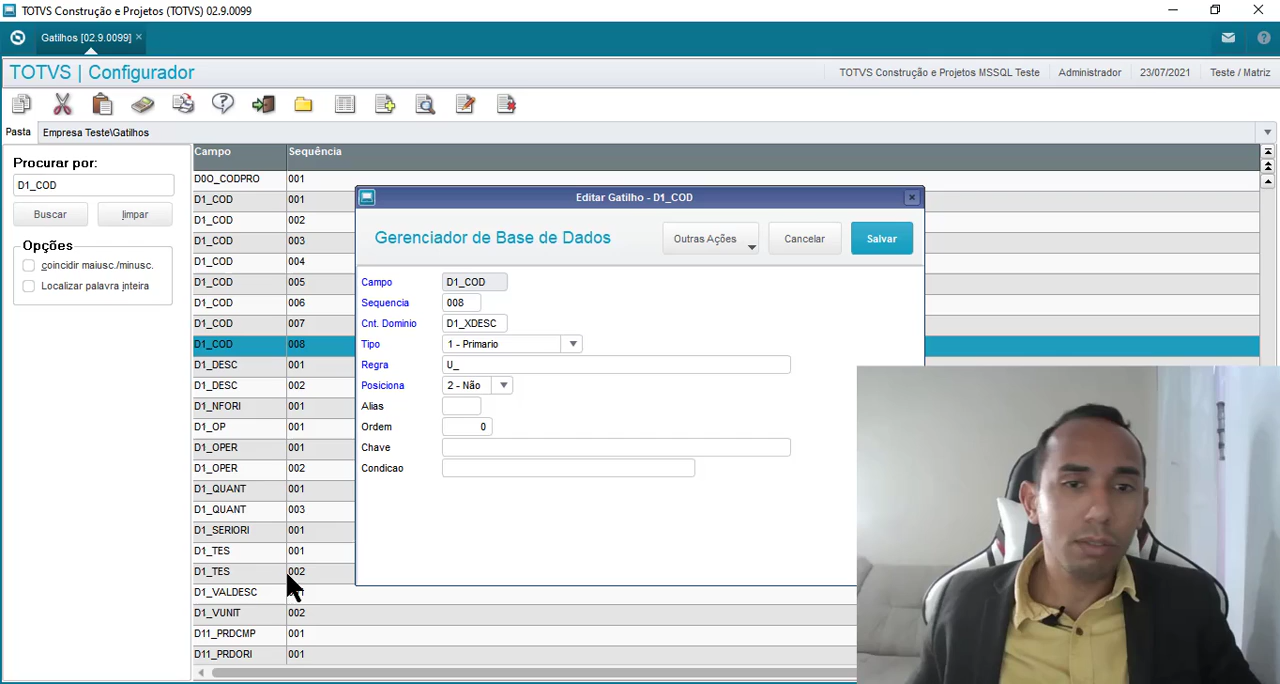 TOTVS Construção e Projetos (TOTVS) 02.9.0099
Gatilhos [02.9.0099]
TOTVS | Configurador
TOTVS Construção e Projetos MSSQL Teste
Administrador
23/07/2021
Teste / Matriz
Pasta
Empresa Teste\Gatilhos
Procurar por:
D1_COD
Buscar
limpar
Opções
coincidir maiusc./minusc.
Localizar palavra inteira
Campo Sequência
D0O_CODPRO 001
D1_COD 001
D1_COD 002
D1_COD 003
D1_COD 004
D1_COD 005
D1_COD 006
D1_COD 007
D1_COD 008
D1_DESC 001
D1_DESC 002
D1_NFORI 001
D1_OP 001
D1_OPER 001
D1_OPER 002
D1_QUANT 001
D1_QUANT 003
D1_SERIORI 001
D1_TES 001
D1_TES 002
D1_VALDESC
D1_VUNIT 002
D11_PRDCMP 001
D11_PRDORI 001
Editar Gatilho - D1_COD
Gerenciador de Base de Dados
Outras Ações
Cancelar
Salvar
Campo D1_COD
Sequencia 008
Cnt. Dominio D1_XDESC
Tipo 1 - Primario
Regra U_
Posiciona 2 - Não
Alias
Ordem 0
Chave
Condicao